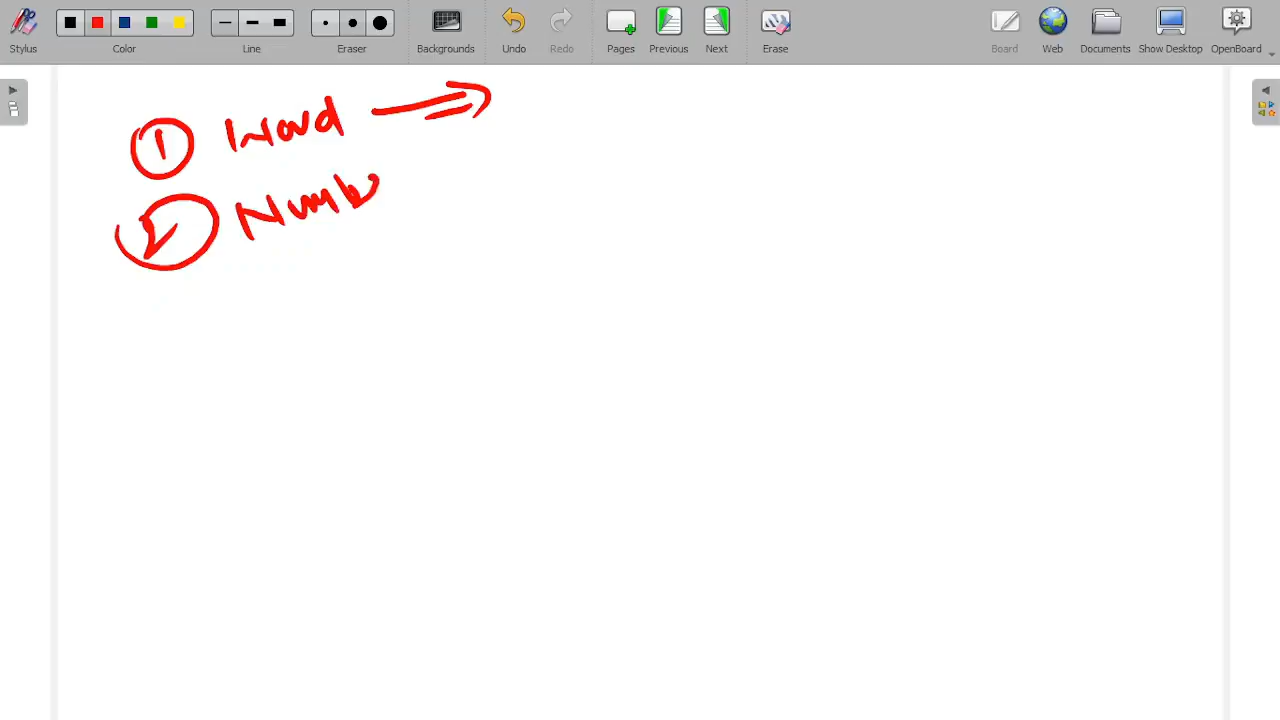 Stylus Color Line Eraser Backgrounds Undo Redo Pages Previous Next Erase Board Web Documents Show Desktop OpenBoard
1 Word
2 Numb